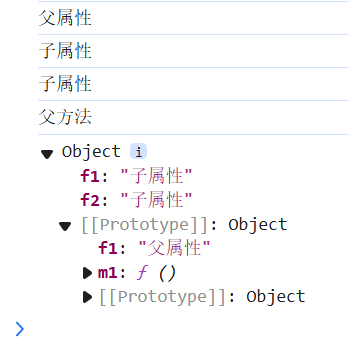 父属性
子属性
子属性
父方法
Object i
f1: "子属性"
f2: "子属性"
[[Prototype]]: Object
f1: "父属性"
m1: ƒ ()
[[Prototype]]: Object